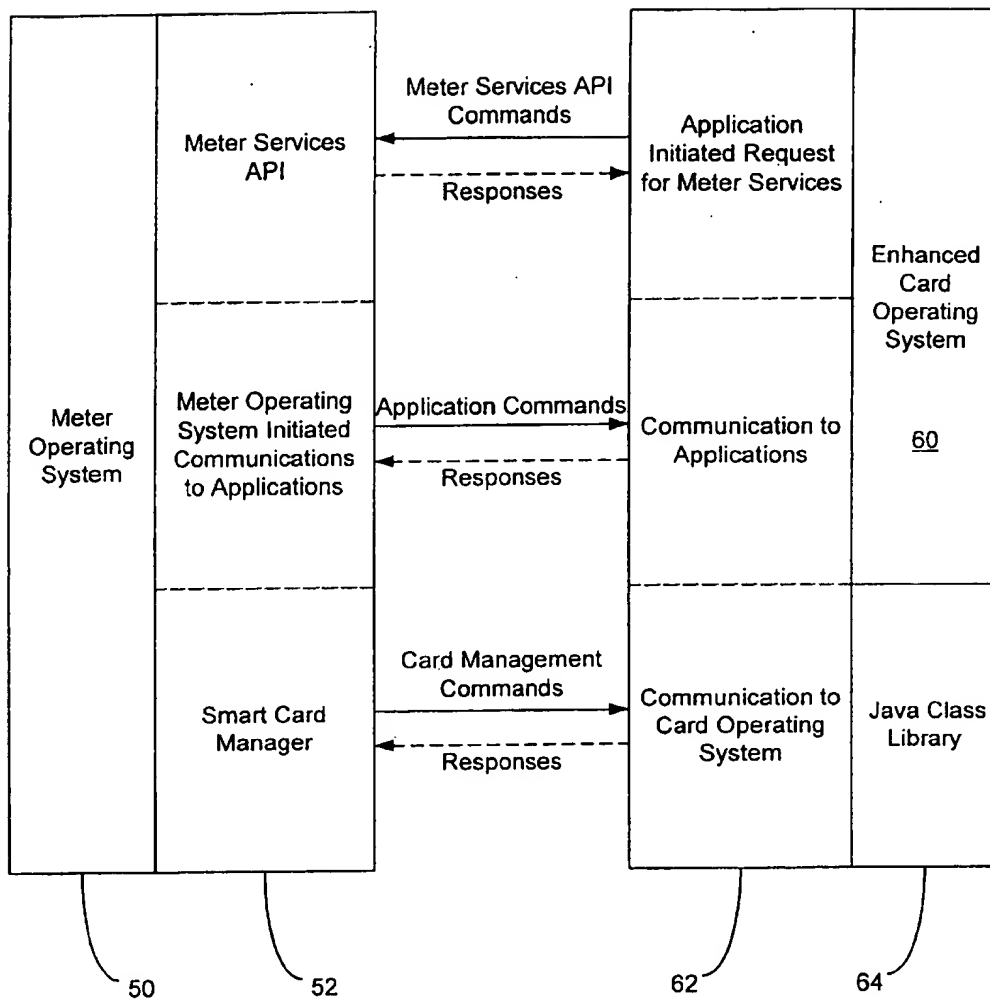 Meter Services API
Commands
Meter Services
API
Responses
Application
Initiated Request
for Meter Services
Enhanced
Card
Operating
System
60
Meter
Operating
System
Meter Operating
System Initiated
Communications
to Applications
Application Commands
Responses
Communication to
Applications
Smart Card
Manager
Card Management
Commands
Responses
Communication to
Card Operating
System
Java Class
Library
50
52
62
64